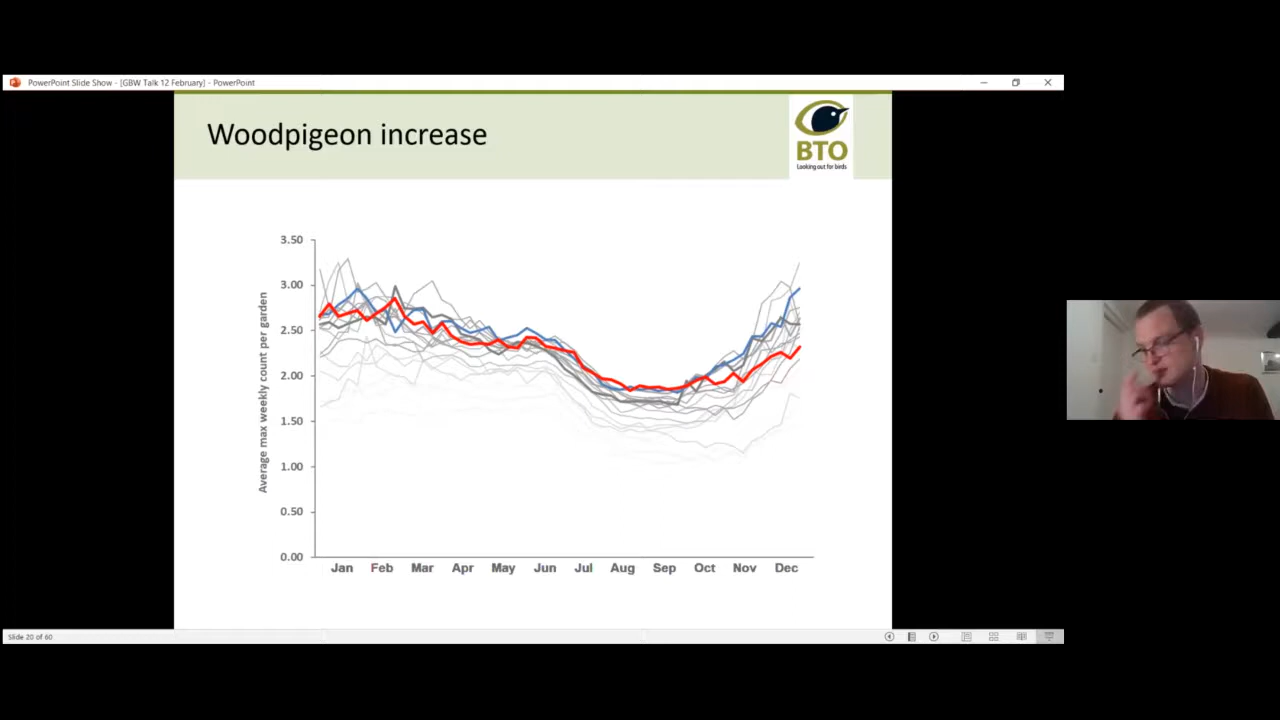 PowerPoint Slide Show - [GBW Talk 12 February] - PowerPoint
Woodpigeon increase
BTO
Looking out for birds
Average max weekly count per garden
3.50
3.00
2.50
2.00
1.50
1.00
0.50
0.00
Jan Feb Mar Apr May Jun Jul Aug Sep Oct Nov Dec
Slide 20 of 60